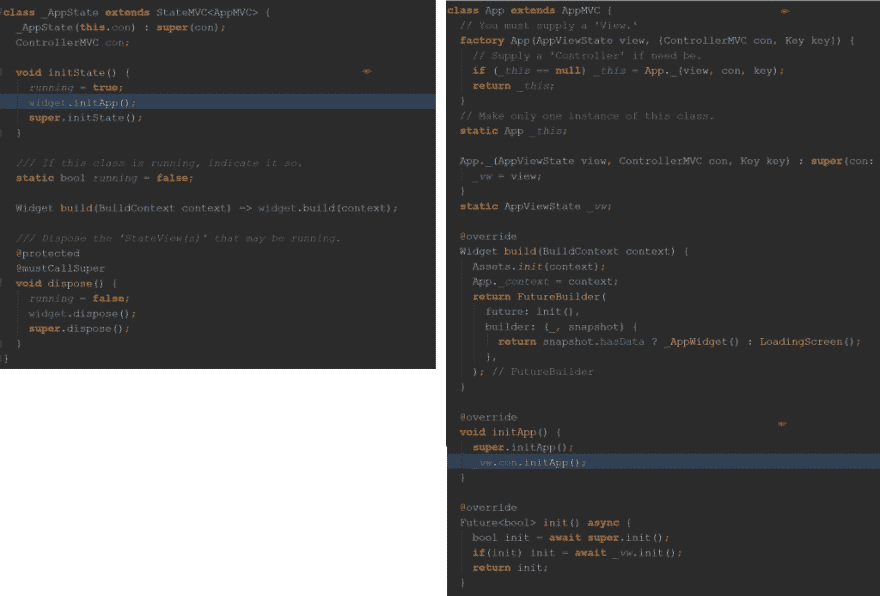 class _AppState extends StateMVC<AppMVC> {
_AppState(this.con) : super(con);
ControllerMVC con;
void initState() {
running = true;
widget.initApp();
super.initState();
}
/// If this class is running, indicate it so.
static bool running = false;
Widget build(BuildContext context) => widget.build(context);
/// Dispose the 'StateView(s)' that may be running.
@protected
@mustCallSuper
void dispose() {
running = false;
widget.dispose();
super.dispose();
}
}
class App extends AppMVC {
// You must supply a 'View.'
factory App(AppViewState view, {ControllerMVC con, Key key}) {
// Supply a 'Controller' if need be.
if (_this == null) _this = App._(view, con, key);
return _this;
}
// Make only one instance of this class.
static App _this;
App._(AppViewState view, ControllerMVC con, Key key) : super(con:
_vw = view;
}
static AppViewState _vw;
@override
Widget build(BuildContext context) {
Assets.init(context);
App._context = context;
return FutureBuilder(
future: init(),
builder: (_, snapshot) {
return snapshot.hasData ? _AppWidget() : LoadingScreen();
},
); // FutureBuilder
}
@override
void initApp() {
super.initApp();
_vw.con.initApp();
}
@override
Future<bool> init() async {
bool init = await super.init();
if(init) init = await _vw.init();
return init;
}